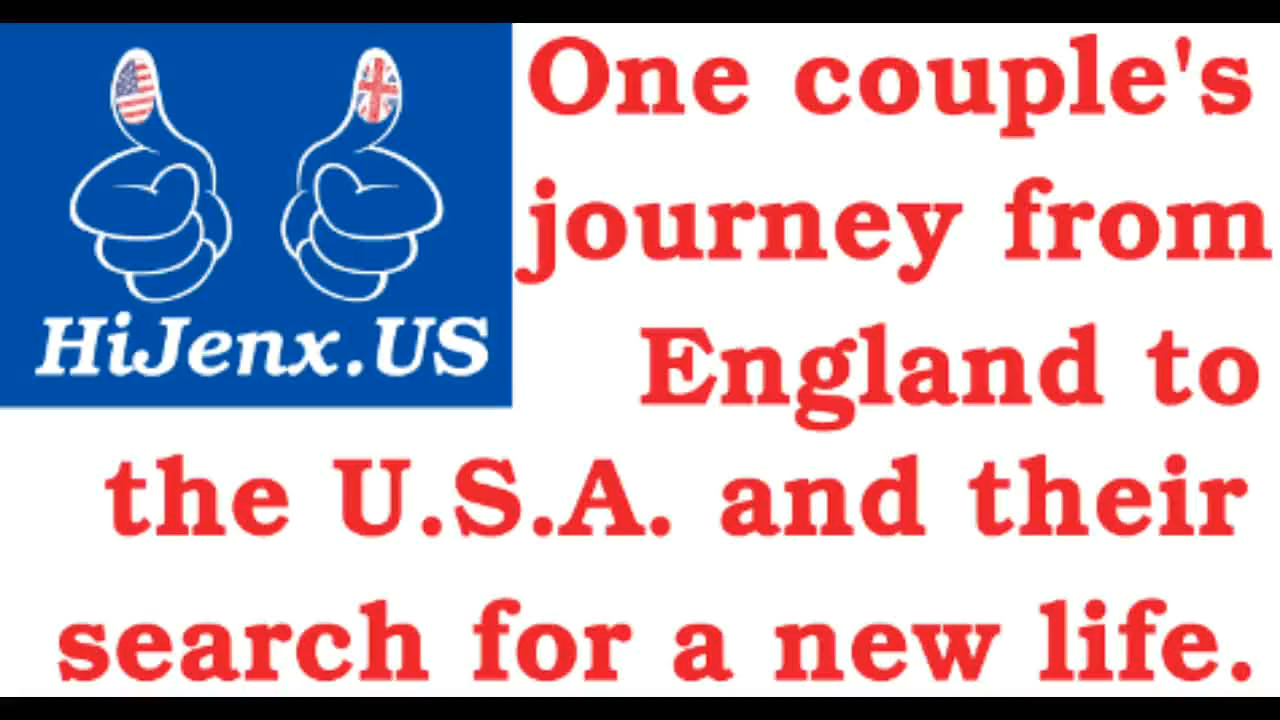 HiJenx.US
One couple's
journey from
England to
the U.S.A. and their
search for a new life.